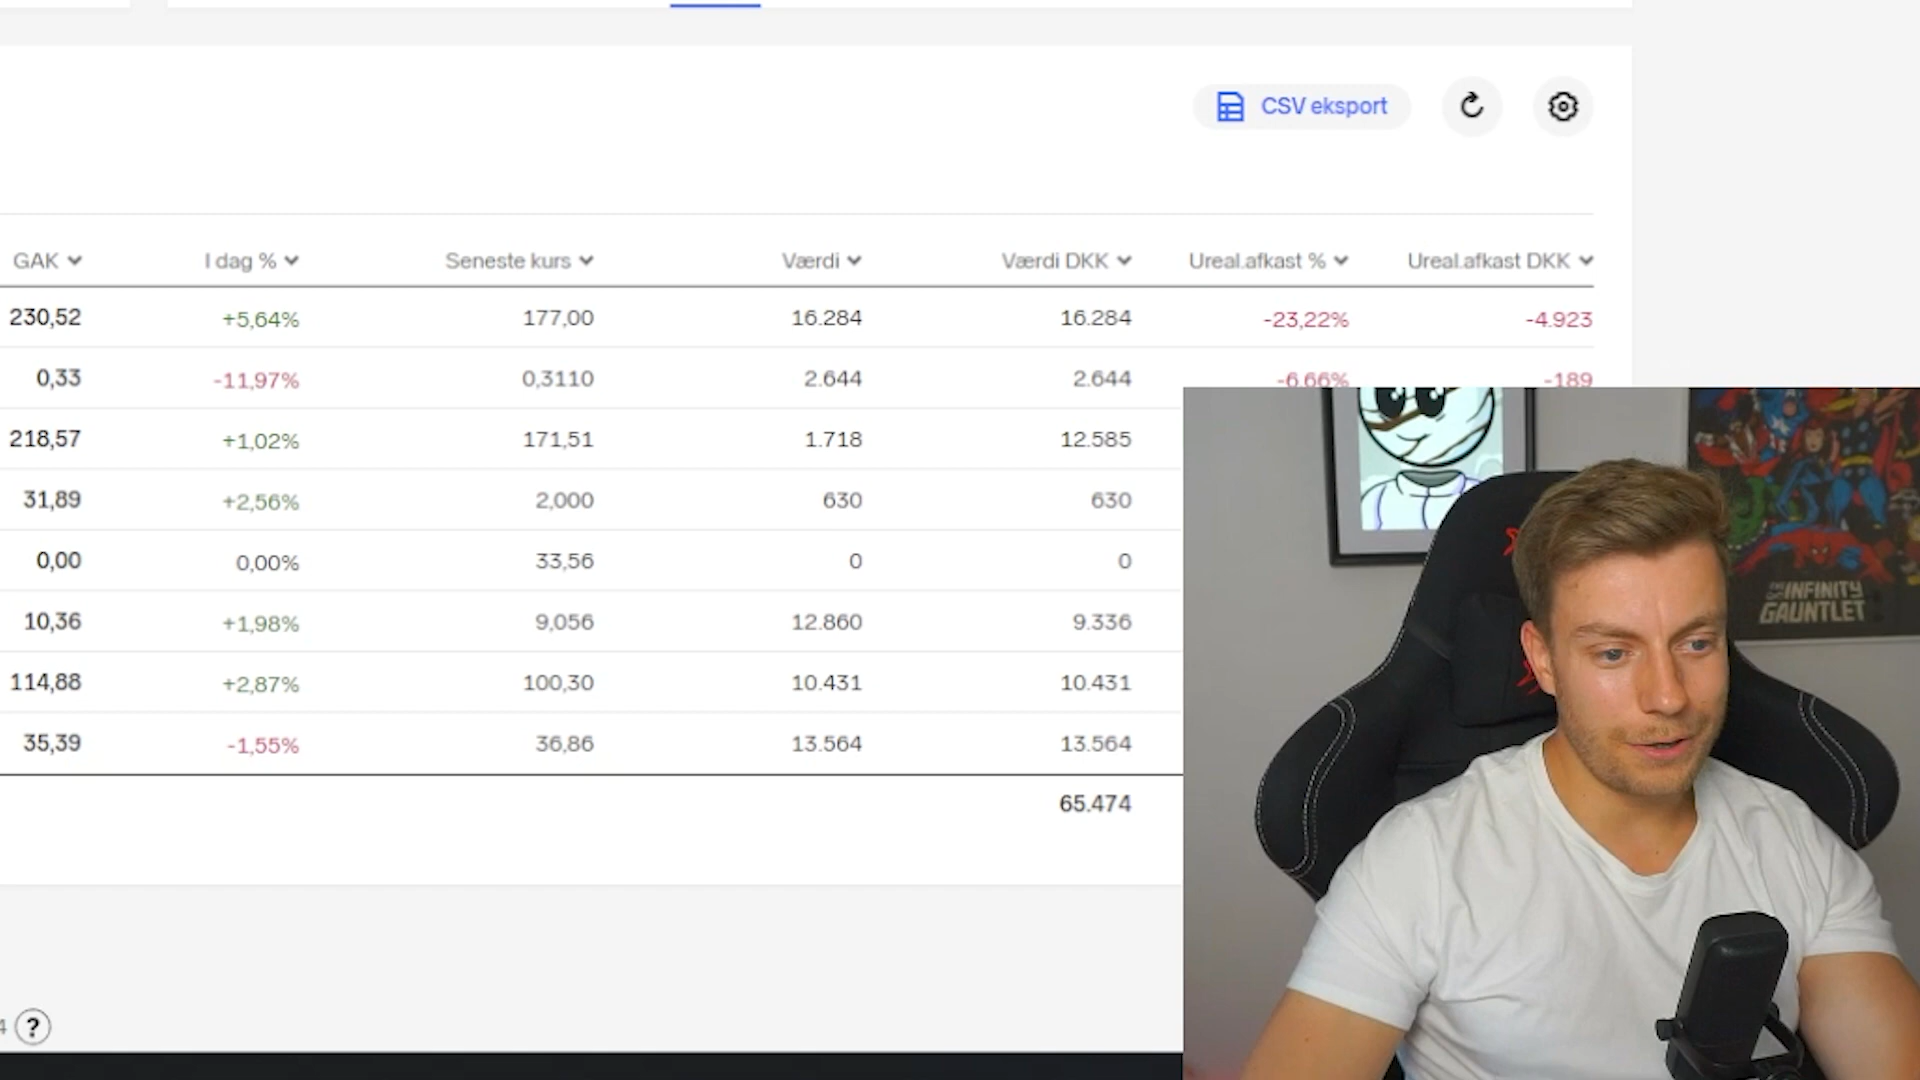 CSV eksport
GAK I dag % Seneste kurs Værdi Værdi DKK Ureal.afkast % Ureal.afkast DKK
230,52 +5,64% 177,00 16.284 16.284 -23,22% -4.923
0,33 -11,97% 0,3110 2.644 2.644 -6,66% -189
218,57 +1,02% 171,51 1.718 12.585
31,89 +2,56% 2,000 630 630
0,00 0,00% 33,56 0 0
10,36 +1,98% 9,056 12.860 9.336
114,88 +2,87% 100,30 10.431 10.431
35,39 -1,55% 36,86 13.564 13.564
65.474
4 ?
THE INFINITY
GAUNTLET